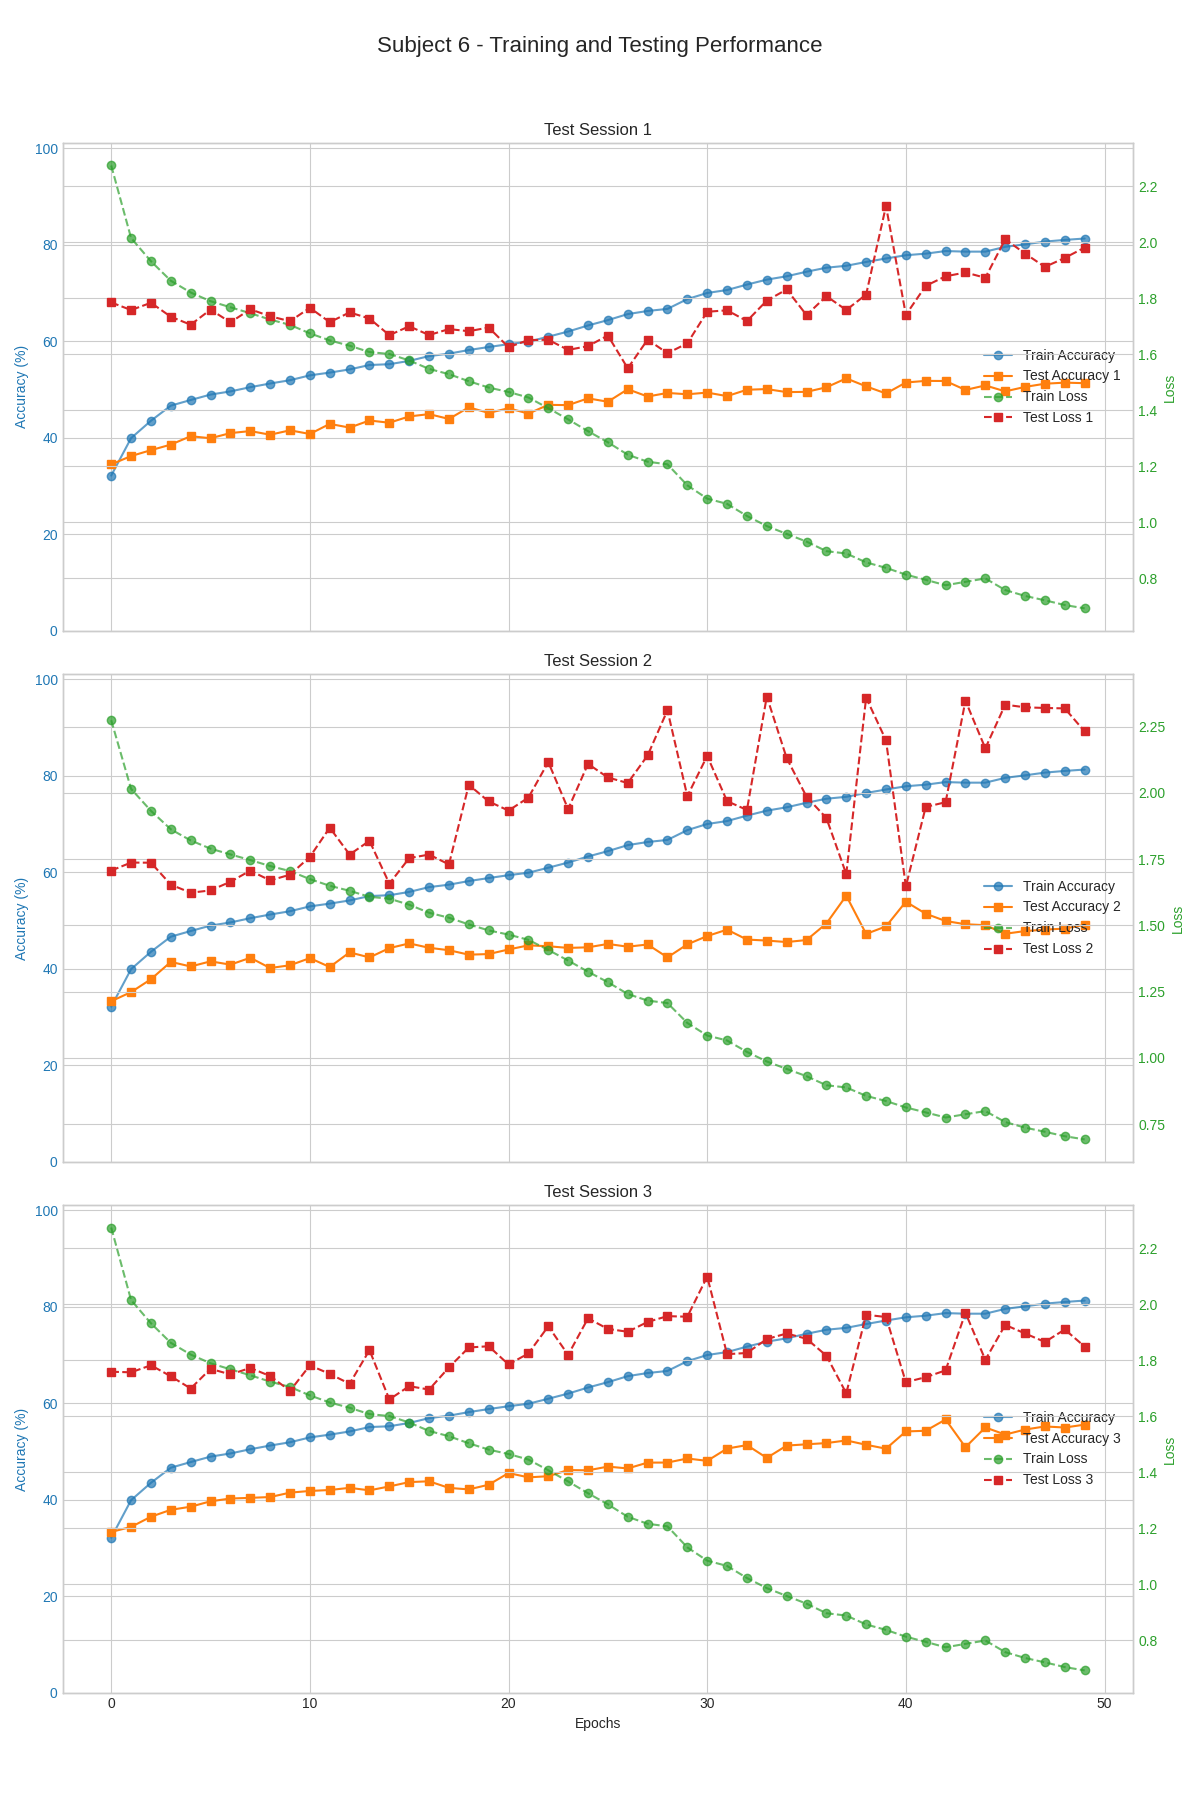 Subject 6 - Training and Testing Performance
Test Session 1
100
80
60
40
20
0
Accuracy (%)
2.2
2.0
1.8
1.6
1.4
1.2
1.0
0.8
Loss
Train Accuracy
Test Accuracy 1
Train Loss
Test Loss 1
Test Session 2
100
80
60
40
20
0
Accuracy (%)
2.25
2.00
1.75
1.50
1.25
1.00
0.75
Loss
Train Accuracy
Test Accuracy 2
Train Loss
Test Loss 2
Test Session 3
100
80
60
40
20
0
Accuracy (%)
2.2
2.0
1.8
1.6
1.4
1.2
1.0
0.8
Loss
Train Accuracy
Test Accuracy 3
Train Loss
Test Loss 3
0 10 20 30 40 50
Epochs